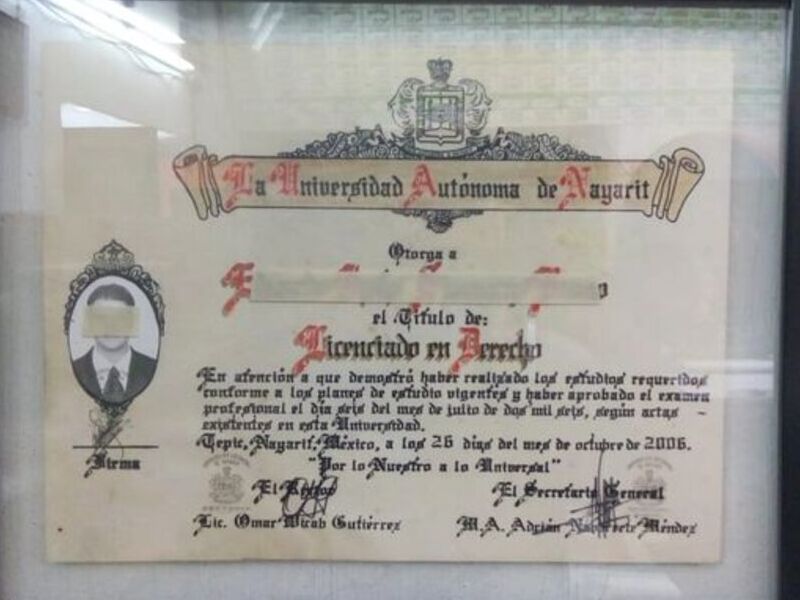 La Universidad Autónoma de Nayarit
Otorga a
el Título de:
Licenciado en Derecho
En atención a que demostró haber realizado los estudios requeridos
conforme a los planes de estudio vigentes y haber aprobado el examen
profesional el día seis del mes de julio de dos mil seis, según actas -
existentes en esta Universidad.
Tepic, Nayarit, México, a los 26 días del mes de octubre de 2006.
"Por lo Nuestro a lo Universal"
Firma
El Rector
El Secretario General
Lic. Omar Wicab Gutiérrez
M.A. Adrián Navarrete Méndez